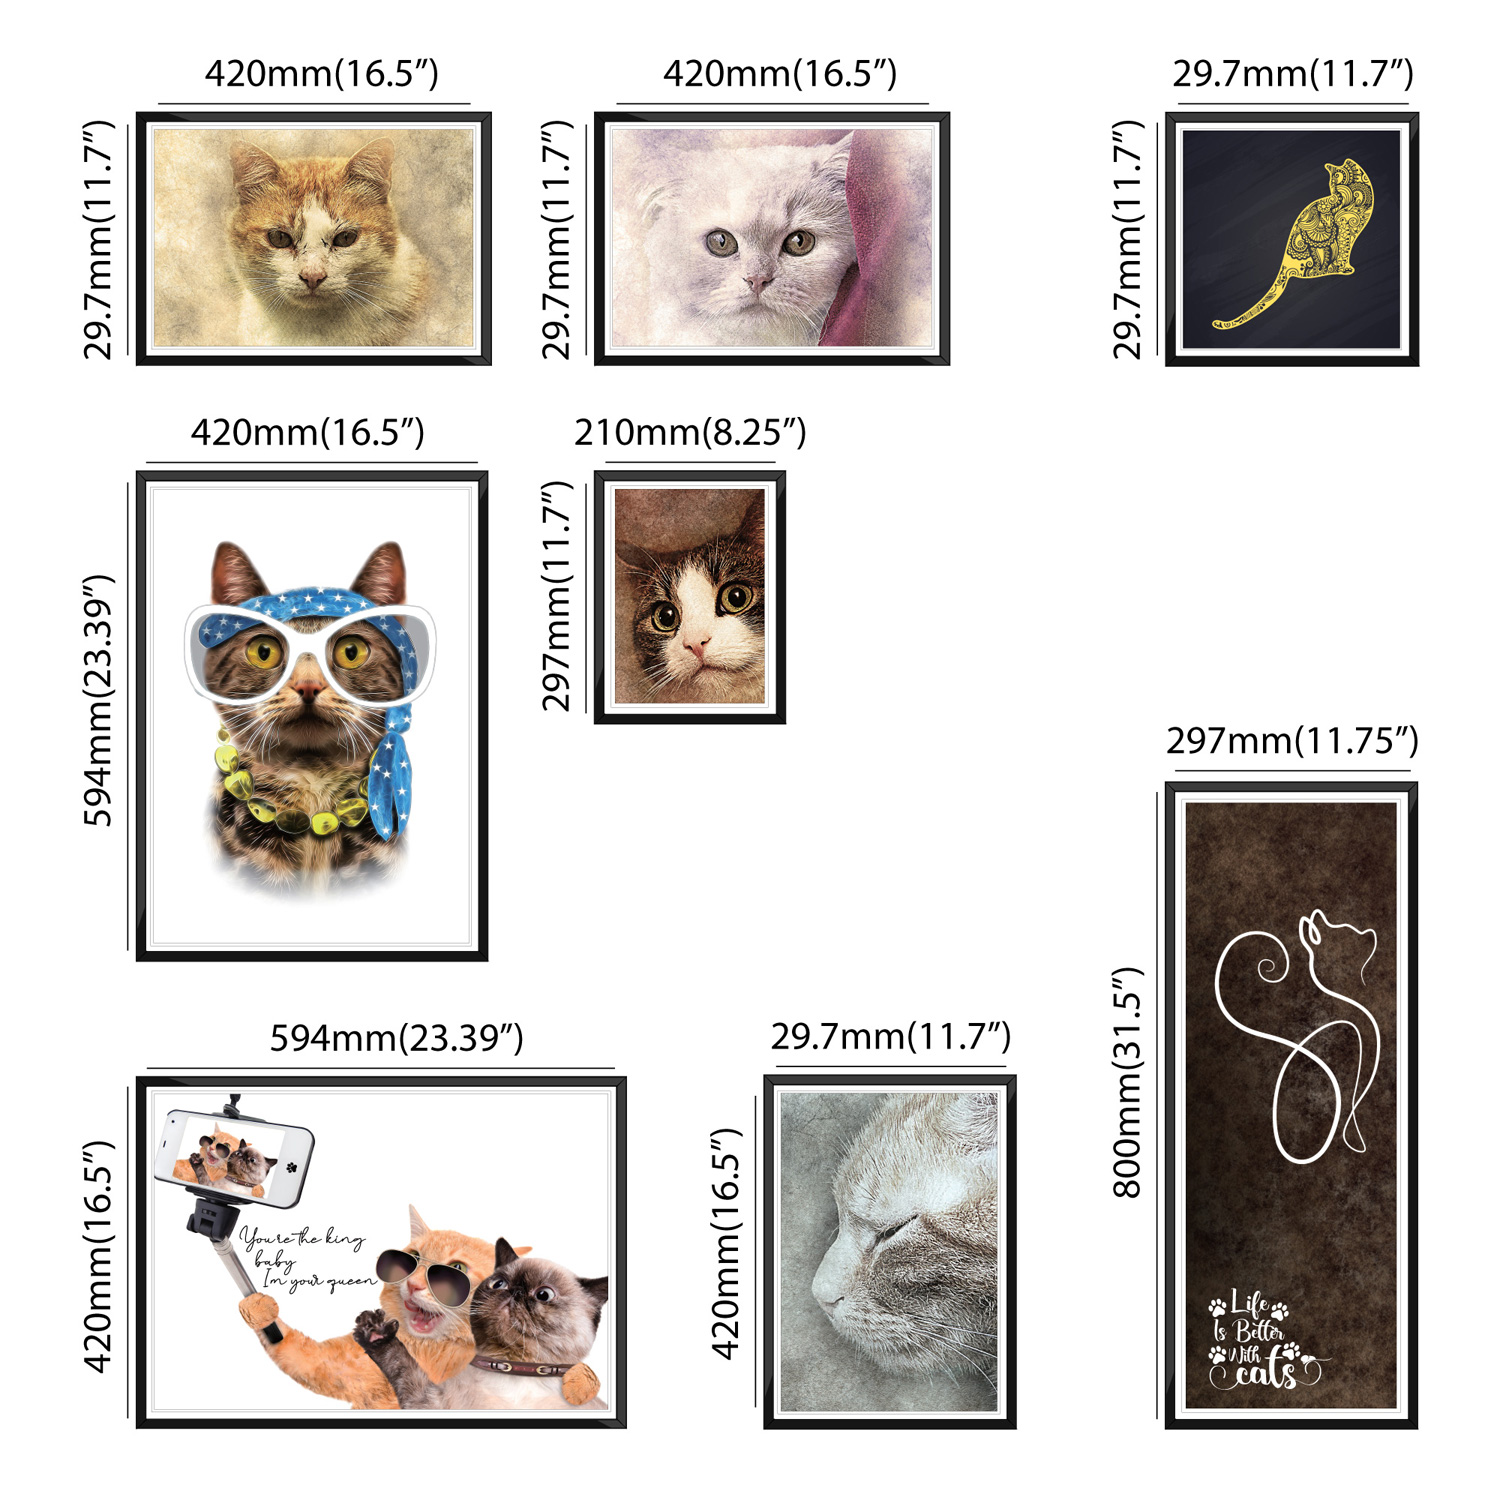 420mm(16.5”)
29.7mm(11.7”)
420mm(16.5”)
29.7mm(11.7”)
29.7mm(11.7”)
29.7mm(11.7”)
420mm(16.5”)
594mm(23.39”)
210mm(8.25”)
297mm(11.7”)
297mm(11.75”)
800mm(31.5”)
Life
Is Better
With
cats
594mm(23.39”)
420mm(16.5”)
You're the king
baby
Im your queen
29.7mm(11.7”)
420mm(16.5”)